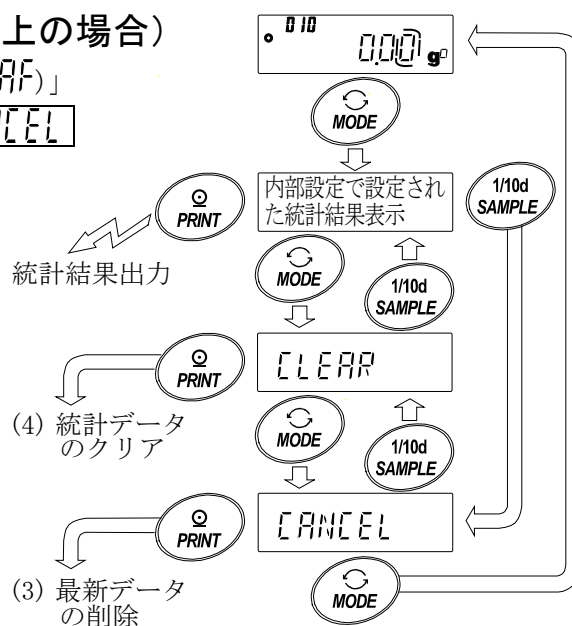 上の場合)
AF)」
NCEL
010
0.00 g
MODE
PRINT
内部設定で設定され
た統計結果表示
1/10d
SAMPLE
統計結果出力
MODE
1/10d
SAMPLE
PRINT
CLEAR
(4) 統計データ
のクリア
MODE
1/10d
SAMPLE
PRINT
CANCEL
(3) 最新データ
の削除
MODE